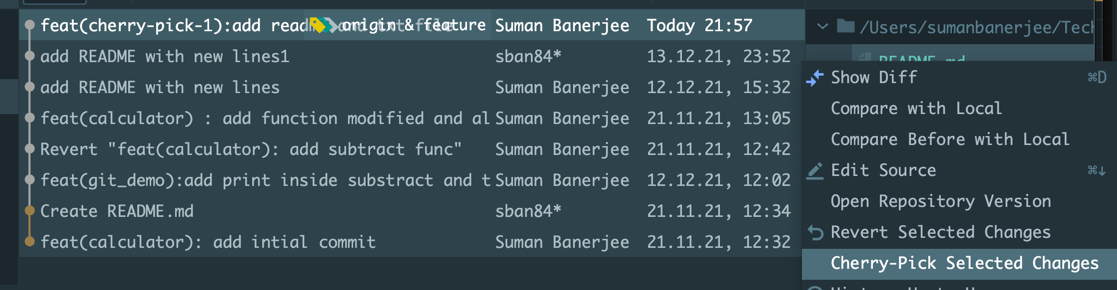 feat(cherry-pick-1):add readme and txt file origin & feature Suman Banerjee Today 21:57
add README with new lines1 sban84* 13.12.21, 23:52
add README with new lines Suman Banerjee 12.12.21, 15:32
feat(calculator) : add function modified and al Suman Banerjee 21.11.21, 13:05
Revert "feat(calculator): add subtract func" Suman Banerjee 21.11.21, 12:42
feat(git_demo):add print inside substract and t Suman Banerjee 12.12.21, 12:02
Create README.md sban84* 21.11.21, 12:34
feat(calculator): add intial commit Suman Banerjee 21.11.21, 12:32
/Users/sumanbanerjee/Tech
README.md
Show Diff ⌘D
Compare with Local
Compare Before with Local
Edit Source ⌘↓
Open Repository Version
Revert Selected Changes
Cherry-Pick Selected Changes